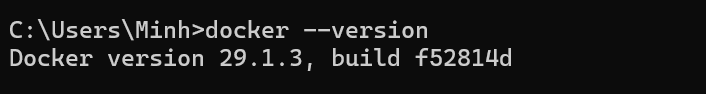 C:\Users\Minh>docker --version
Docker version 29.1.3, build f52814d